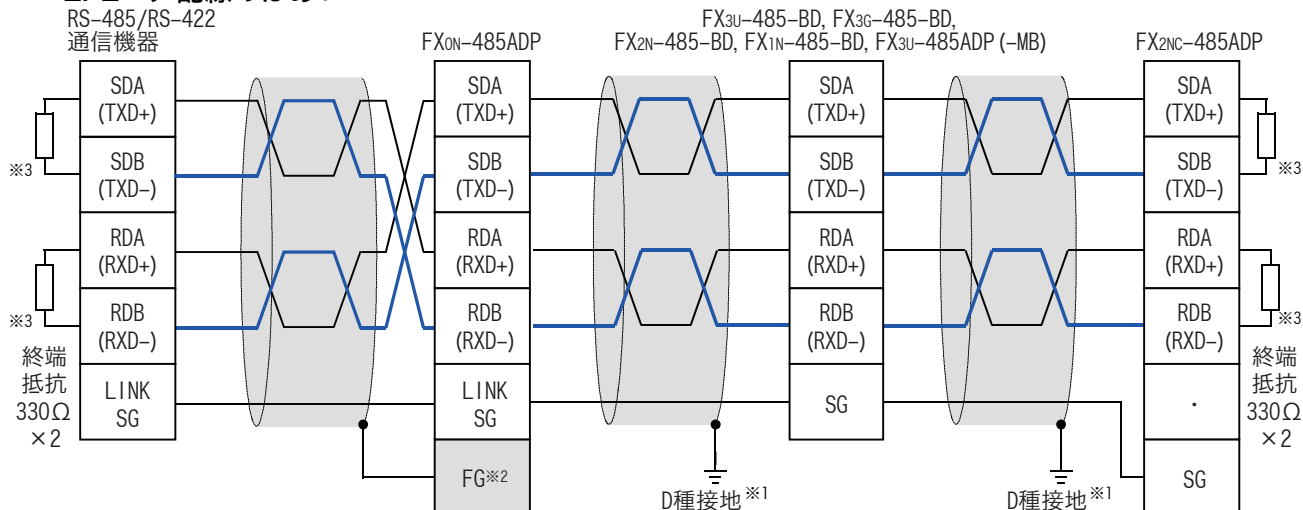 RS-485/RS-422
通信機器
FX0N-485ADP
FX3U-485-BD, FX3G-485-BD,
FX2N-485-BD, FX1N-485-BD, FX3U-485ADP(-MB)
FX2NC-485ADP
SDA
(TXD+)
SDB
(TXD-)
RDA
(RXD+)
RDB
(RXD-)
LINK
SG
※3
※3
終端
抵抗
330Ω
×2
SDA
(TXD+)
SDB
(TXD-)
RDA
(RXD+)
RDB
(RXD-)
LINK
SG
FG※2
SDA
(TXD+)
SDB
(TXD-)
RDA
(RXD+)
RDB
(RXD-)
SG
D種接地※1
D種接地※1
SDA
(TXD+)
SDB
(TXD-)
RDA
(RXD+)
RDB
(RXD-)
・
SG
※3
※3
終端
抵抗
330Ω
×2